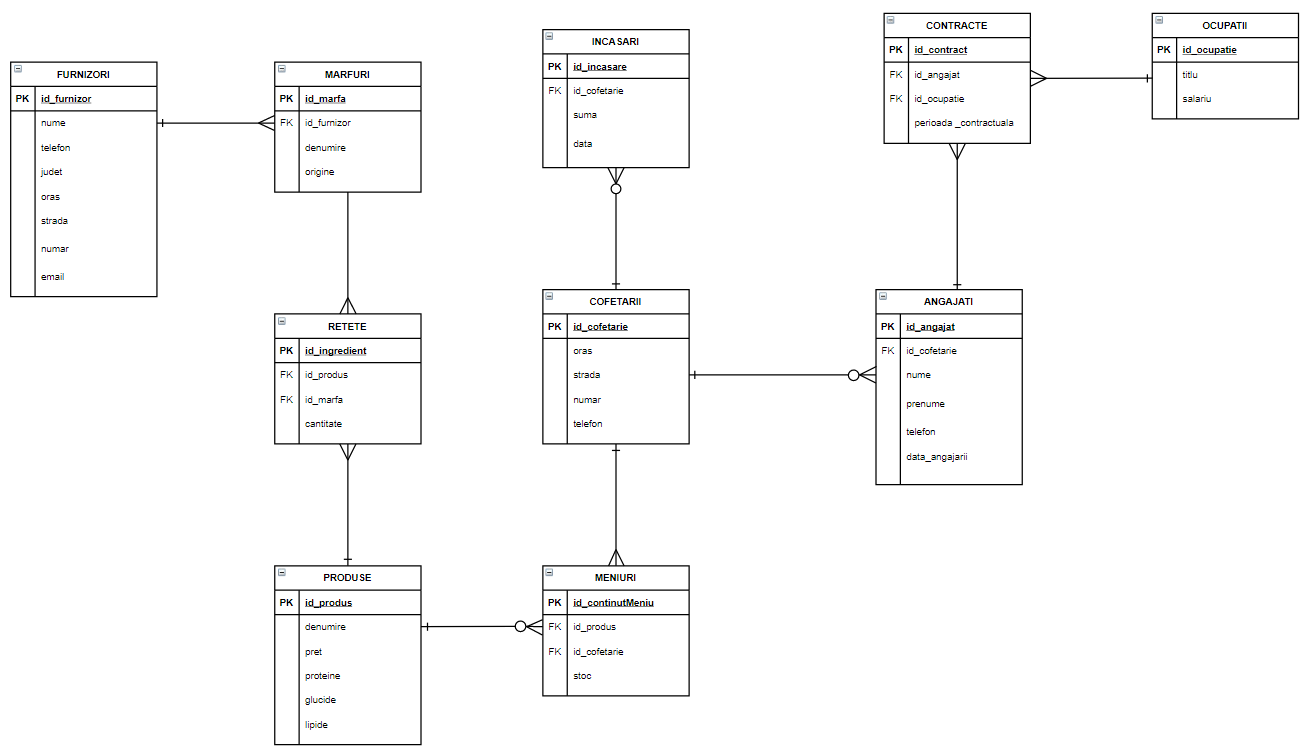 FURNIZORI
PK id_furnizor
nume
telefon
judet
oras
strada
numar
email
MARFURI
PK id_marfa
FK id_furnizor
denumire
origine
RETETE
PK id_ingredient
FK id_produs
FK id_marfa
cantitate
PRODUSE
PK id_produs
denumire
pret
proteine
glucide
lipide
INCASARI
PK id_incasare
FK id_cofetarie
suma
data
COFETARII
PK id_cofetarie
oras
strada
numar
telefon
MENIURI
PK id_continutMeniu
FK id_produs
FK id_cofetarie
stoc
CONTRACTE
PK id_contract
FK id_angajat
FK id_ocupatie
perioada _contractuala
ANGAJATI
PK id_angajat
FK id_cofetarie
nume
prenume
telefon
data_angajarii
OCUPATII
PK id_ocupatie
titlu
salariu